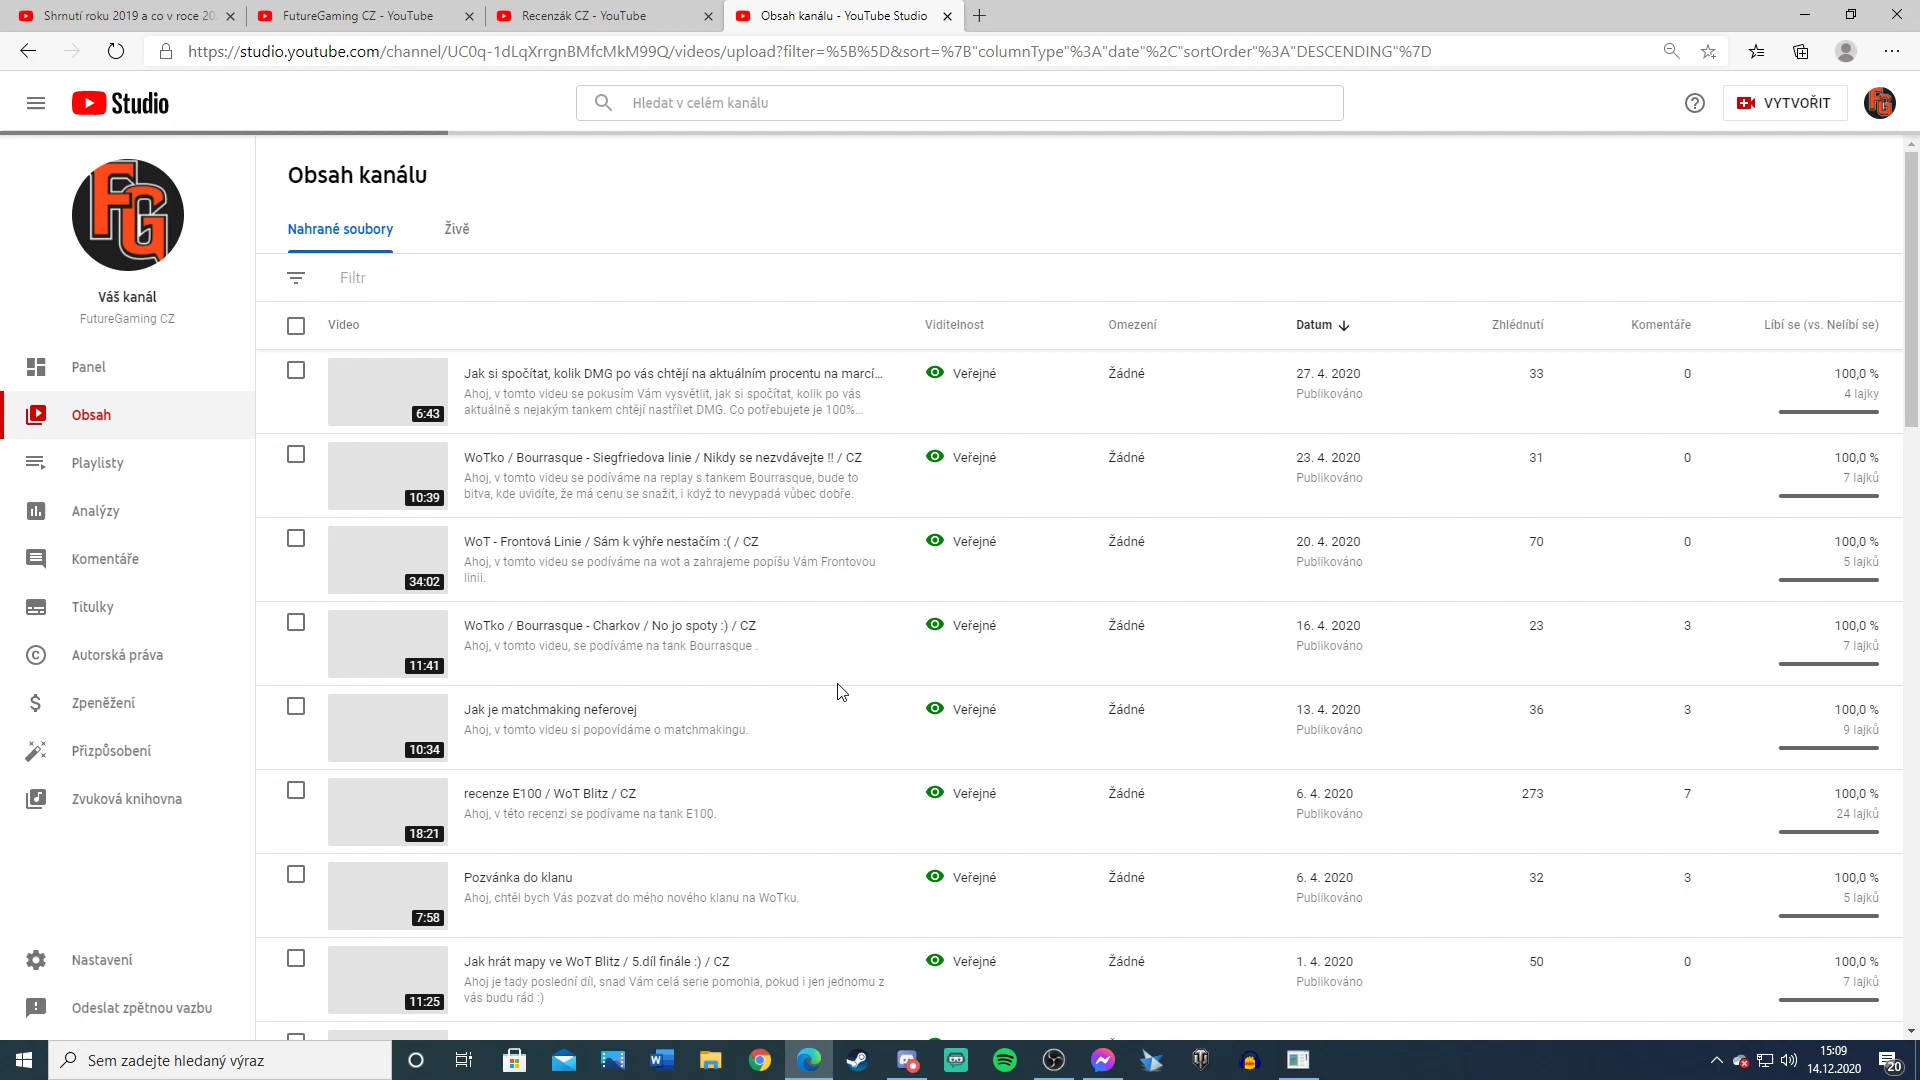 Shrnutí roku 2019 a co v roce 20
FutureGaming CZ - YouTube
Recenzák CZ - YouTube
Obsah kanálu - YouTube Studio
https://studio.youtube.com/channel/UC0q-1dLqXrrgnBMfcMkM99Q/videos/upload?filter=%5B%5D&sort=%7B"columnType"%3A"date"%2C"sortOrder"%3A"DESCENDING"%7D
Studio
Hledat v celém kanálu
VYTVOŘIT
FG
FG
Váš kanál
FutureGaming CZ
Panel
Obsah
Playlisty
Analýzy
Komentáře
Titulky
Autorská práva
Zpeněžení
Přizpůsobení
Zvuková knihovna
Nastavení
Odeslat zpětnou vazbu
Obsah kanálu
Nahrané soubory
Živě
Filtr
Video
Viditelnost
Omezení
Datum
Zhlédnutí
Komentáře
Líbí se (vs. Nelíbí se)
6:43
Jak si spočítat, kolik DMG po vás chtějí na aktuálním procentu na marcí...
Ahoj, v tomto videu se pokusím Vám vysvětlit, jak si spočítat, kolik po vás
aktuálně s nejakým tankem chtějí nastřílet DMG. Co potřebujete je 100%...
Veřejné
Žádné
27. 4. 2020
Publikováno
33
0
100,0 %
4 lajky
10:39
WoTko / Bourrasque - Siegfriedova linie / Nikdy se nezvdávejte !! / CZ
Ahoj, v tomto videu se podíváme na replay s tankem Bourrasque, bude to
bitva, kde uvidíte, že má cenu se snažit, i když to nevypadá vůbec dobře.
Veřejné
Žádné
23. 4. 2020
Publikováno
31
0
100,0 %
7 lajků
34:02
WoT - Frontová Linie / Sám k výhře nestačím :( / CZ
Ahoj, v tomto videu se podíváme na wot a zahrajeme popíšu Vám Frontovou
linii.
Veřejné
Žádné
20. 4. 2020
Publikováno
70
0
100,0 %
5 lajků
11:41
WoTko / Bourrasque - Charkov / No jo spoty :) / CZ
Ahoj, v tomto videu, se podíváme na tank Bourrasque .
Veřejné
Žádné
16. 4. 2020
Publikováno
23
3
100,0 %
7 lajků
10:34
Jak je matchmaking neferovej
Ahoj, v tomto videu si popovídáme o matchmakingu.
Veřejné
Žádné
13. 4. 2020
Publikováno
36
3
100,0 %
9 lajků
18:21
recenze E100 / WoT Blitz / CZ
Ahoj, v této recenzi se podívame na tank E100.
Veřejné
Žádné
6. 4. 2020
Publikováno
273
7
100,0 %
24 lajků
7:58
Pozvánka do klanu
Ahoj, chtěl bych Vás pozvat do mého nového klanu na WoTku.
Veřejné
Žádné
6. 4. 2020
Publikováno
32
3
100,0 %
5 lajků
11:25
Jak hrát mapy ve WoT Blitz / 5.díl finále :) / CZ
Ahoj je tady poslední díl, snad Vám celá serie pomohla, pokud i jen jednomu z
vás budu rád :)
Veřejné
Žádné
1. 4. 2020
Publikováno
50
0
100,0 %
7 lajků
Sem zadejte hledaný výraz
15:09
14.12.2020
20